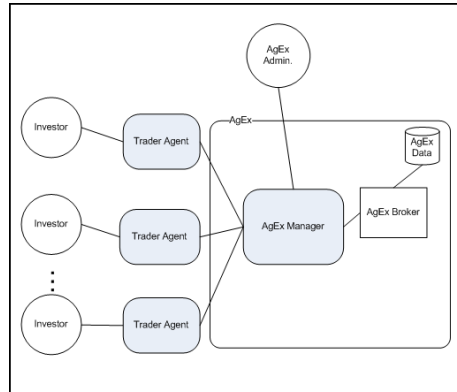 AgEx
Admin.
AgEx
Investor
Trader Agent
AgEx
Data
Investor
Trader Agent
AgEx Manager
AgEx Broker
Investor
Trader Agent